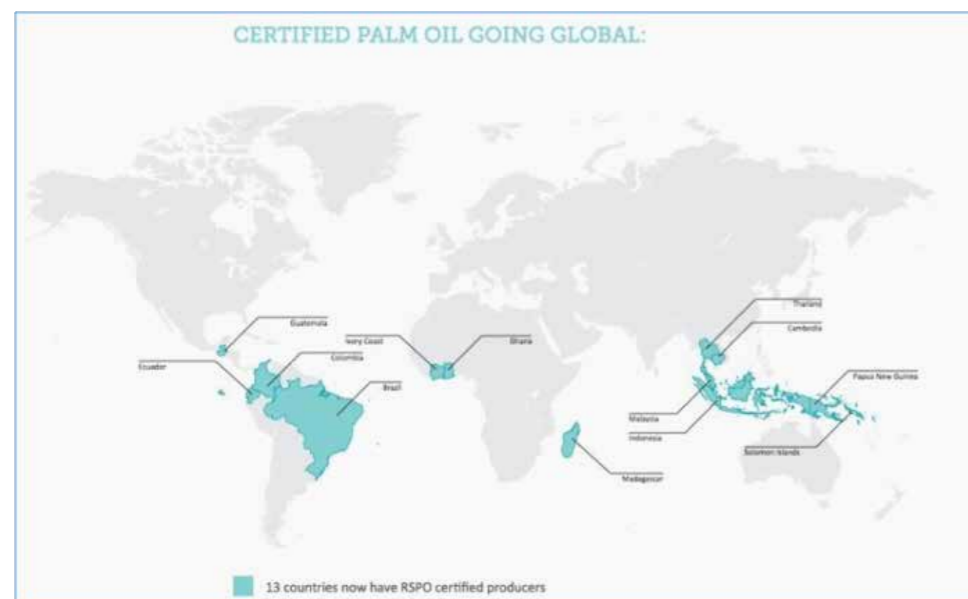 CERTIFIED PALM OIL GOING GLOBAL:
Thailand
Guatemala
Ivory Coast
Ghana
Cambodia
Colombia
Ecuador
Papua New Guinea
Brazil
Malaysia
Indonesia
Solomon Islands
Madagascar
13 countries now have RSPO certified producers